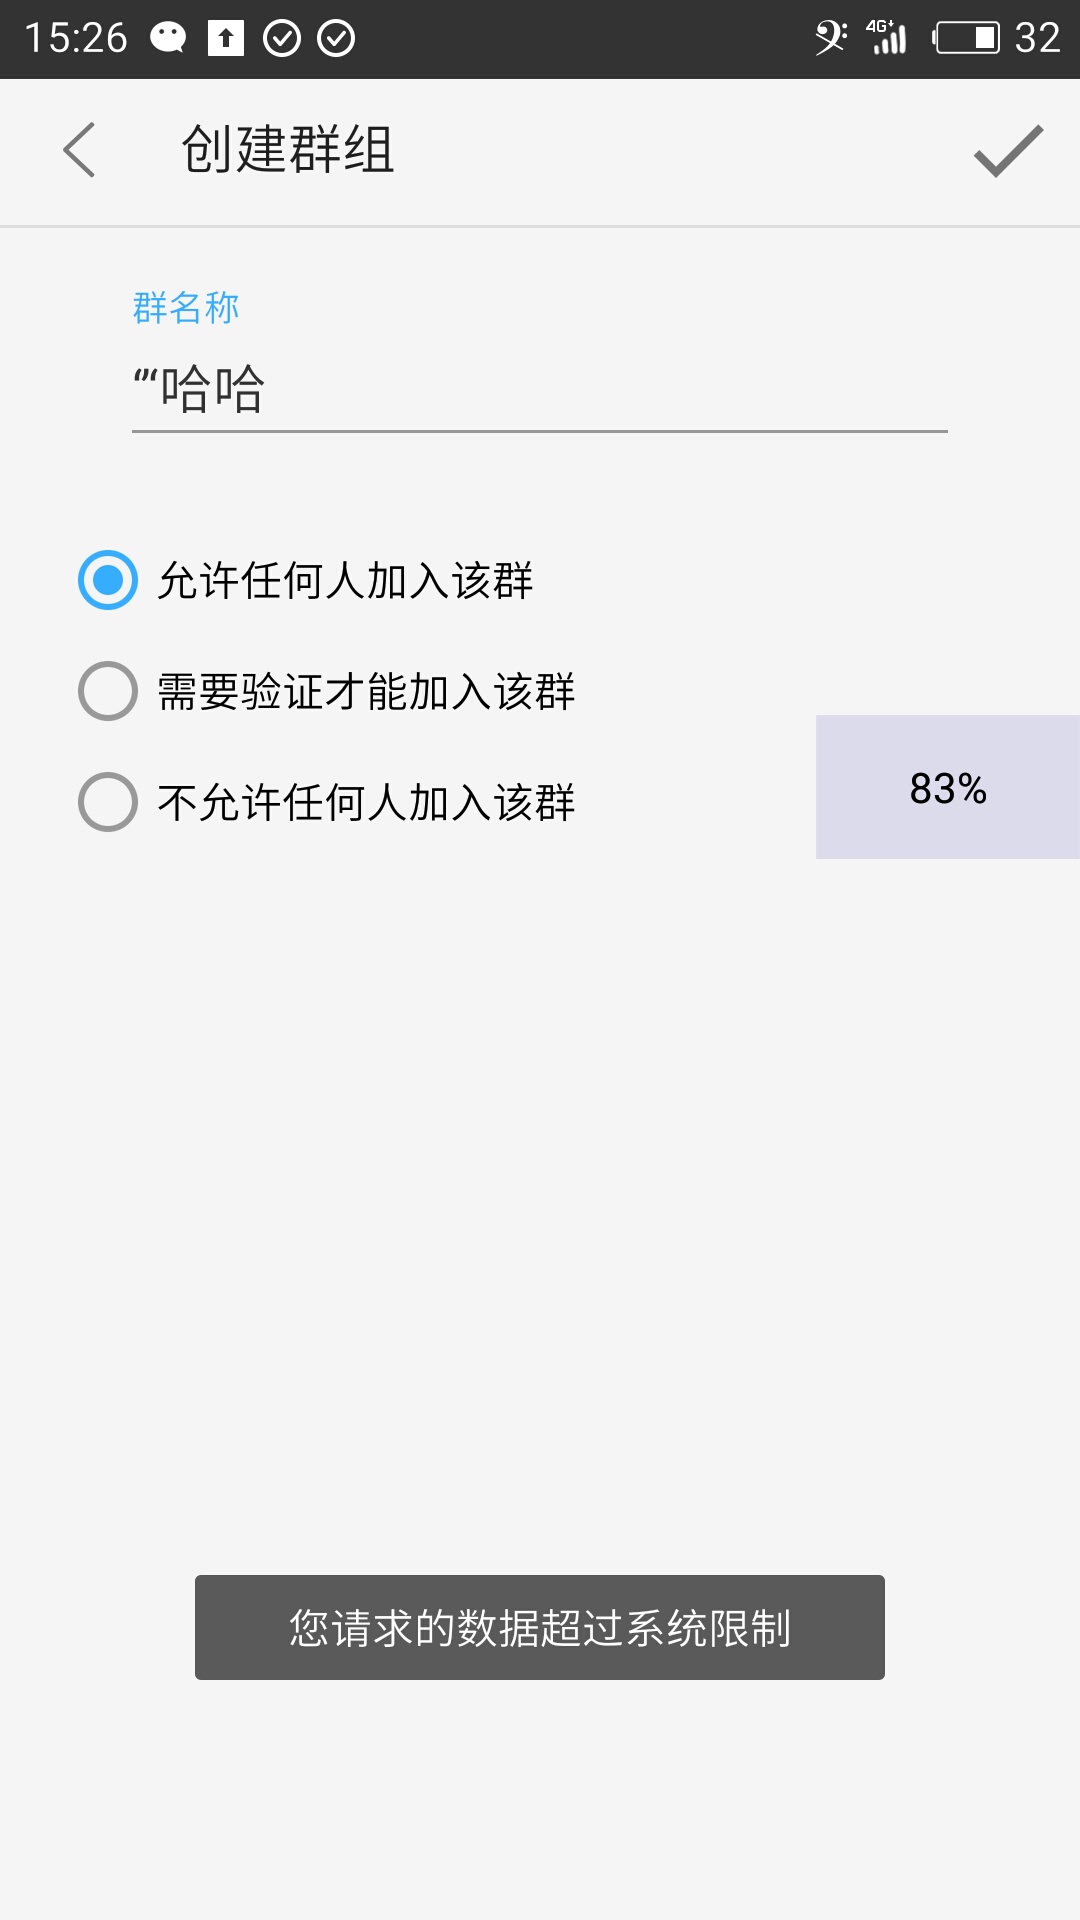 15:26
4G+
32
创建群组
群名称
“’“哈哈
允许任何人加入该群
需要验证才能加入该群
不允许任何人加入该群
83%
您请求的数据超过系统限制